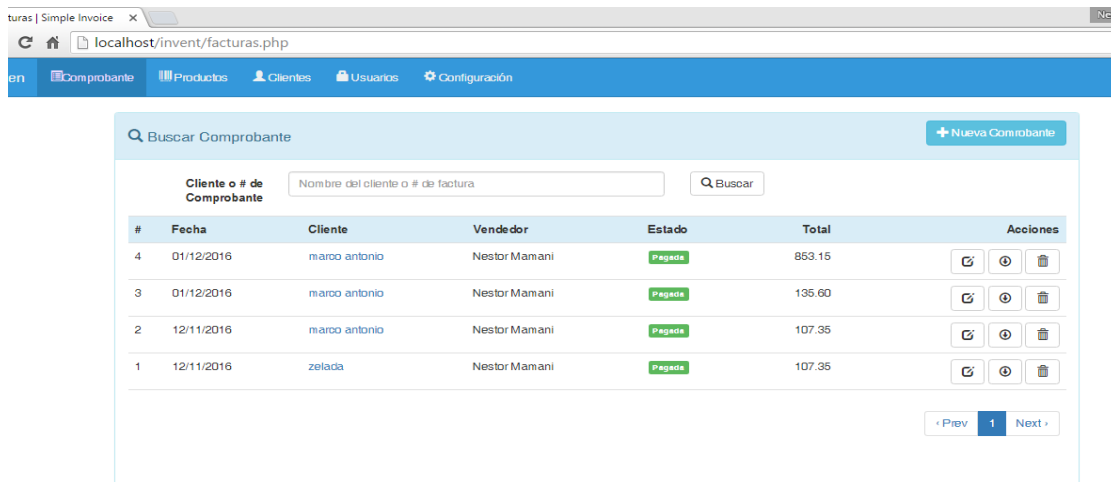 turas | Simple Invoice
No
localhost/invent/facturas.php
en Comprobante Productos Clientes Usuarios Configuración
Buscar Comprobante
Nueva Comrobante
Cliente o # de
Comprobante
Nombre del cliente o # de factura
Buscar
# Fecha Cliente Vendedor Estado Total Acciones
4 01/12/2016 marco antonio Nestor Mamani Pagada 853.15
3 01/12/2016 marco antonio Nestor Mamani Pagada 135.60
2 12/11/2016 marco antonio Nestor Mamani Pagada 107.35
1 12/11/2016 zelada Nestor Mamani Pagada 107.35
‹ Prev 1 Next ›